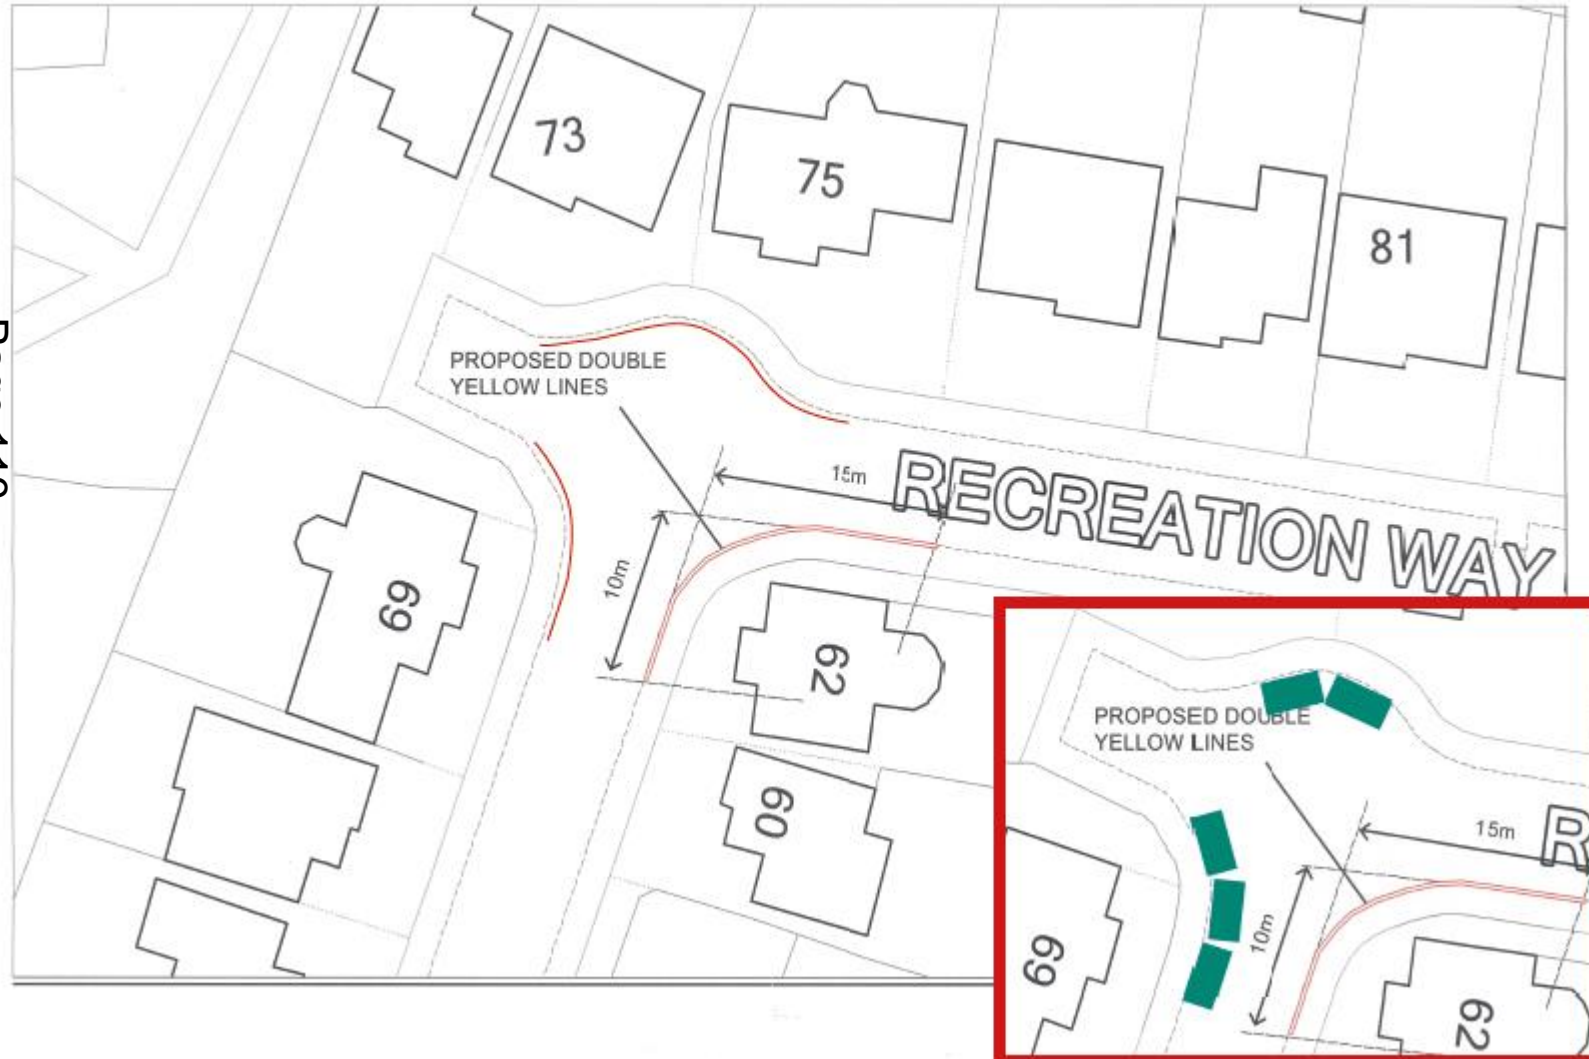 73
75
81
PROPOSED DOUBLE
YELLOW LINES
15m
RECREATION WAY
10m
69
62
60
PROPOSED DOUBLE
YELLOW LINES
15m
R
10m
69
62